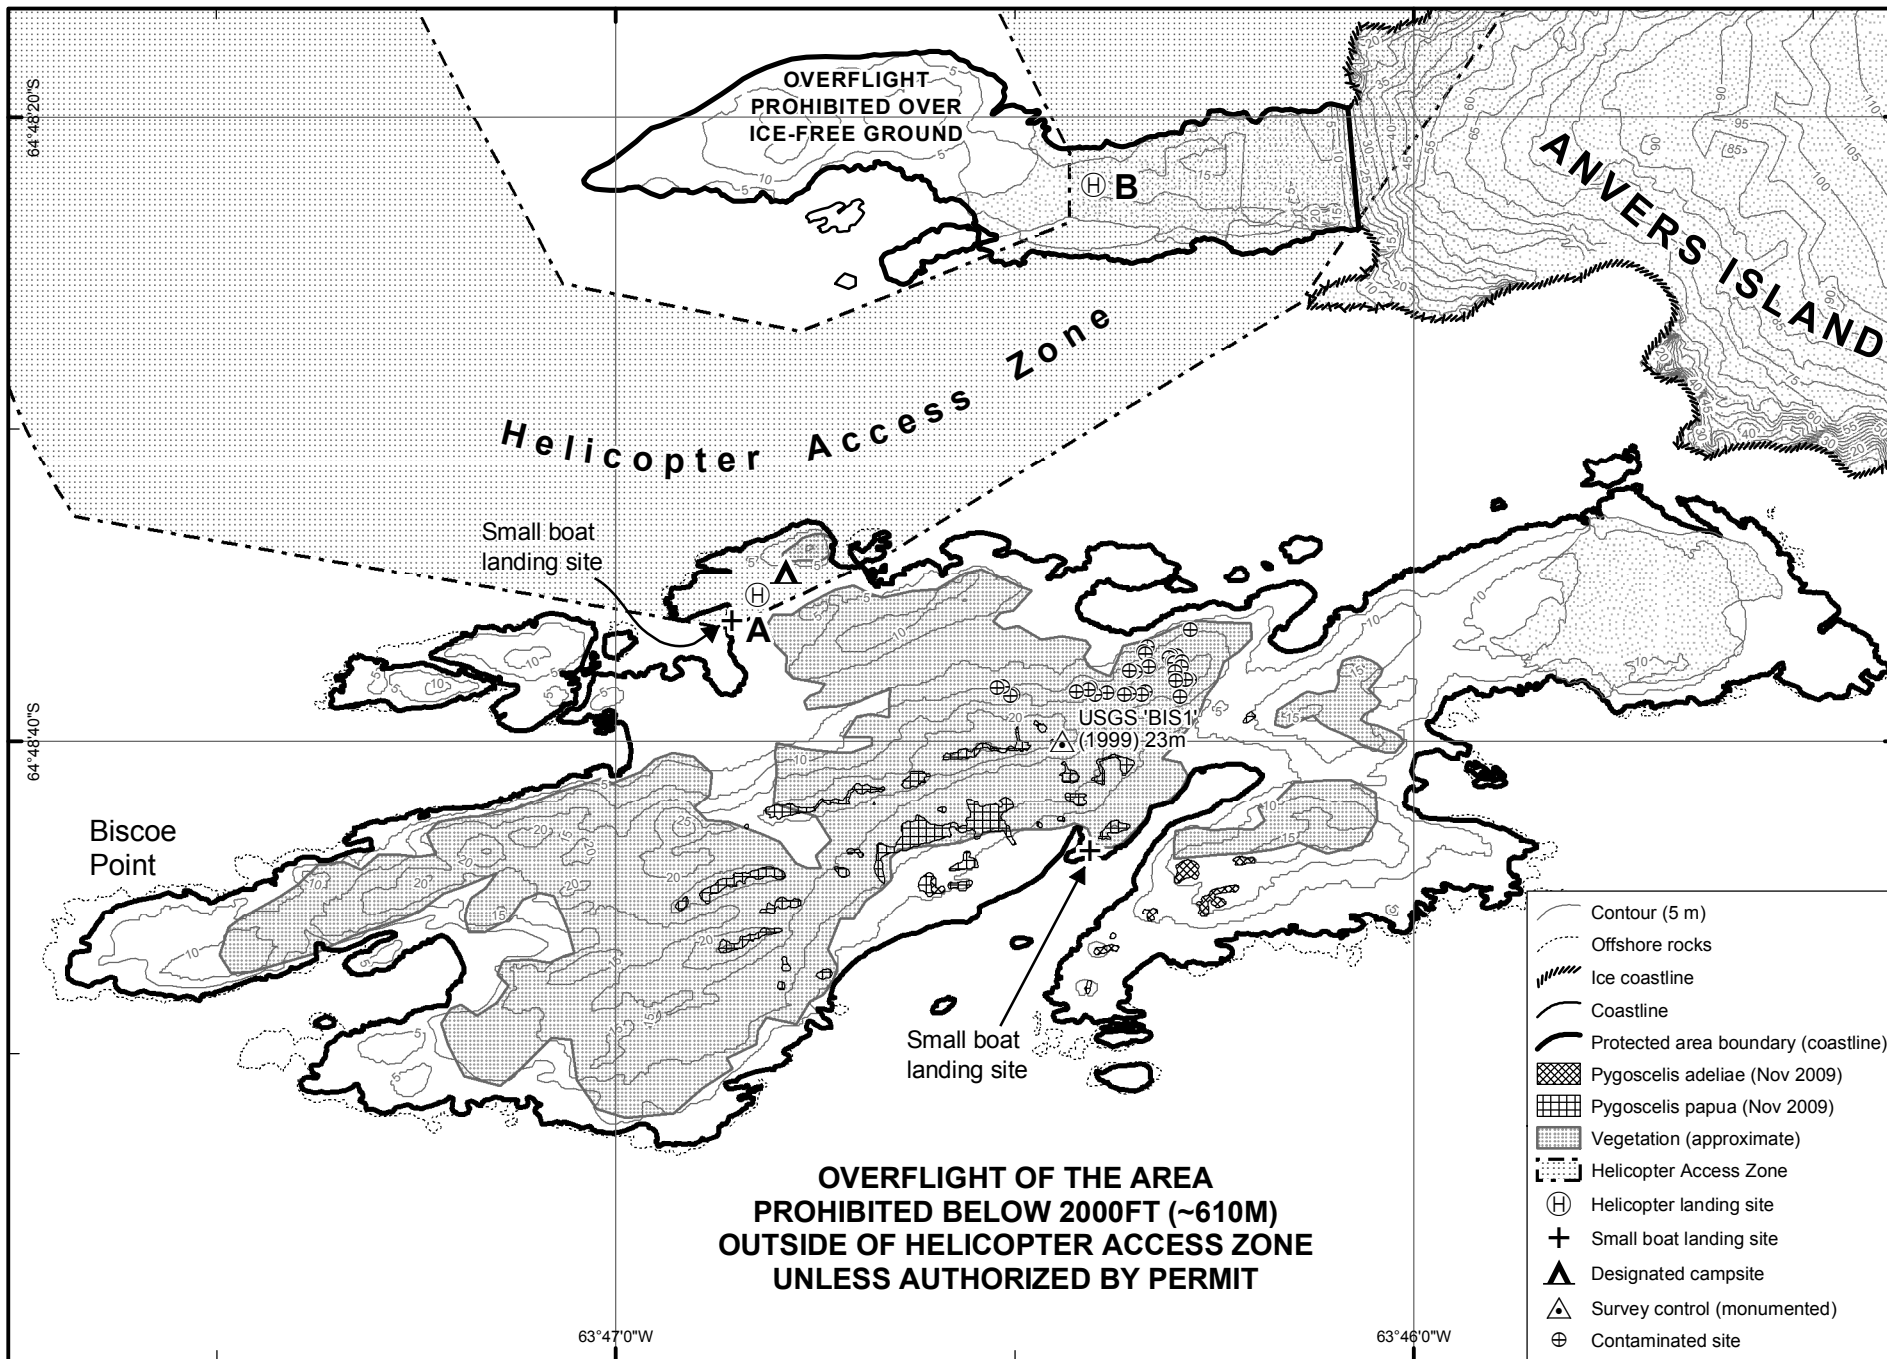 OVERFLIGHT
PROHIBITED OVER
ICE-FREE GROUND
64°48'20"S
B
ANVERS ISLAND
Helicopter Access Zone
Small boat
landing site
A
USGS 'BIS1'
(1999) 23m
64°48'40"S
Biscoe
Point
Small boat
landing site
OVERFLIGHT OF THE AREA
PROHIBITED BELOW 2000FT (~610M)
OUTSIDE OF HELICOPTER ACCESS ZONE
UNLESS AUTHORIZED BY PERMIT
63°47'0"W
63°46'0"W
Contour (5 m)
Offshore rocks
Ice coastline
Coastline
Protected area boundary (coastline)
Pygoscelis adeliae (Nov 2009)
Pygoscelis papua (Nov 2009)
Vegetation (approximate)
Helicopter Access Zone
H Helicopter landing site
Small boat landing site
Designated campsite
Survey control (monumented)
Contaminated site